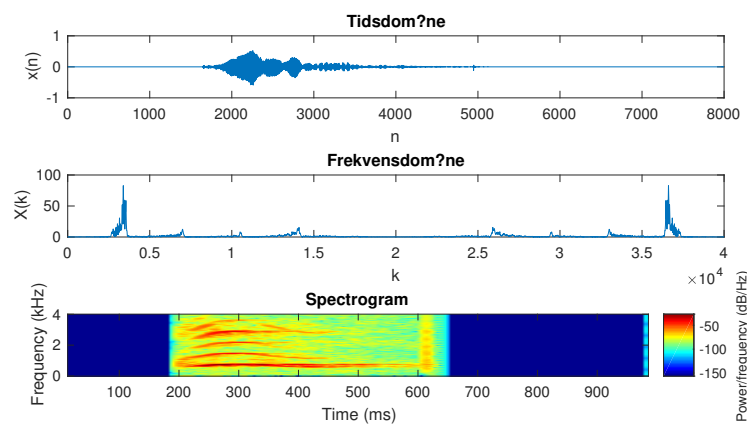 Tidsdom?ne
x(n)
1
0
-1
0 1000 2000 3000 4000 5000 6000 7000 8000
n
Frekvensdom?ne
X(k)
100
50
0
0 0.5 1 1.5 2 2.5 3 3.5 4
k
×10⁴
Spectrogram
Frequency (kHz)
4
2
0
100 200 300 400 500 600 700 800 900
Time (ms)
-50
-100
-150
Power/frequency (dB/Hz)